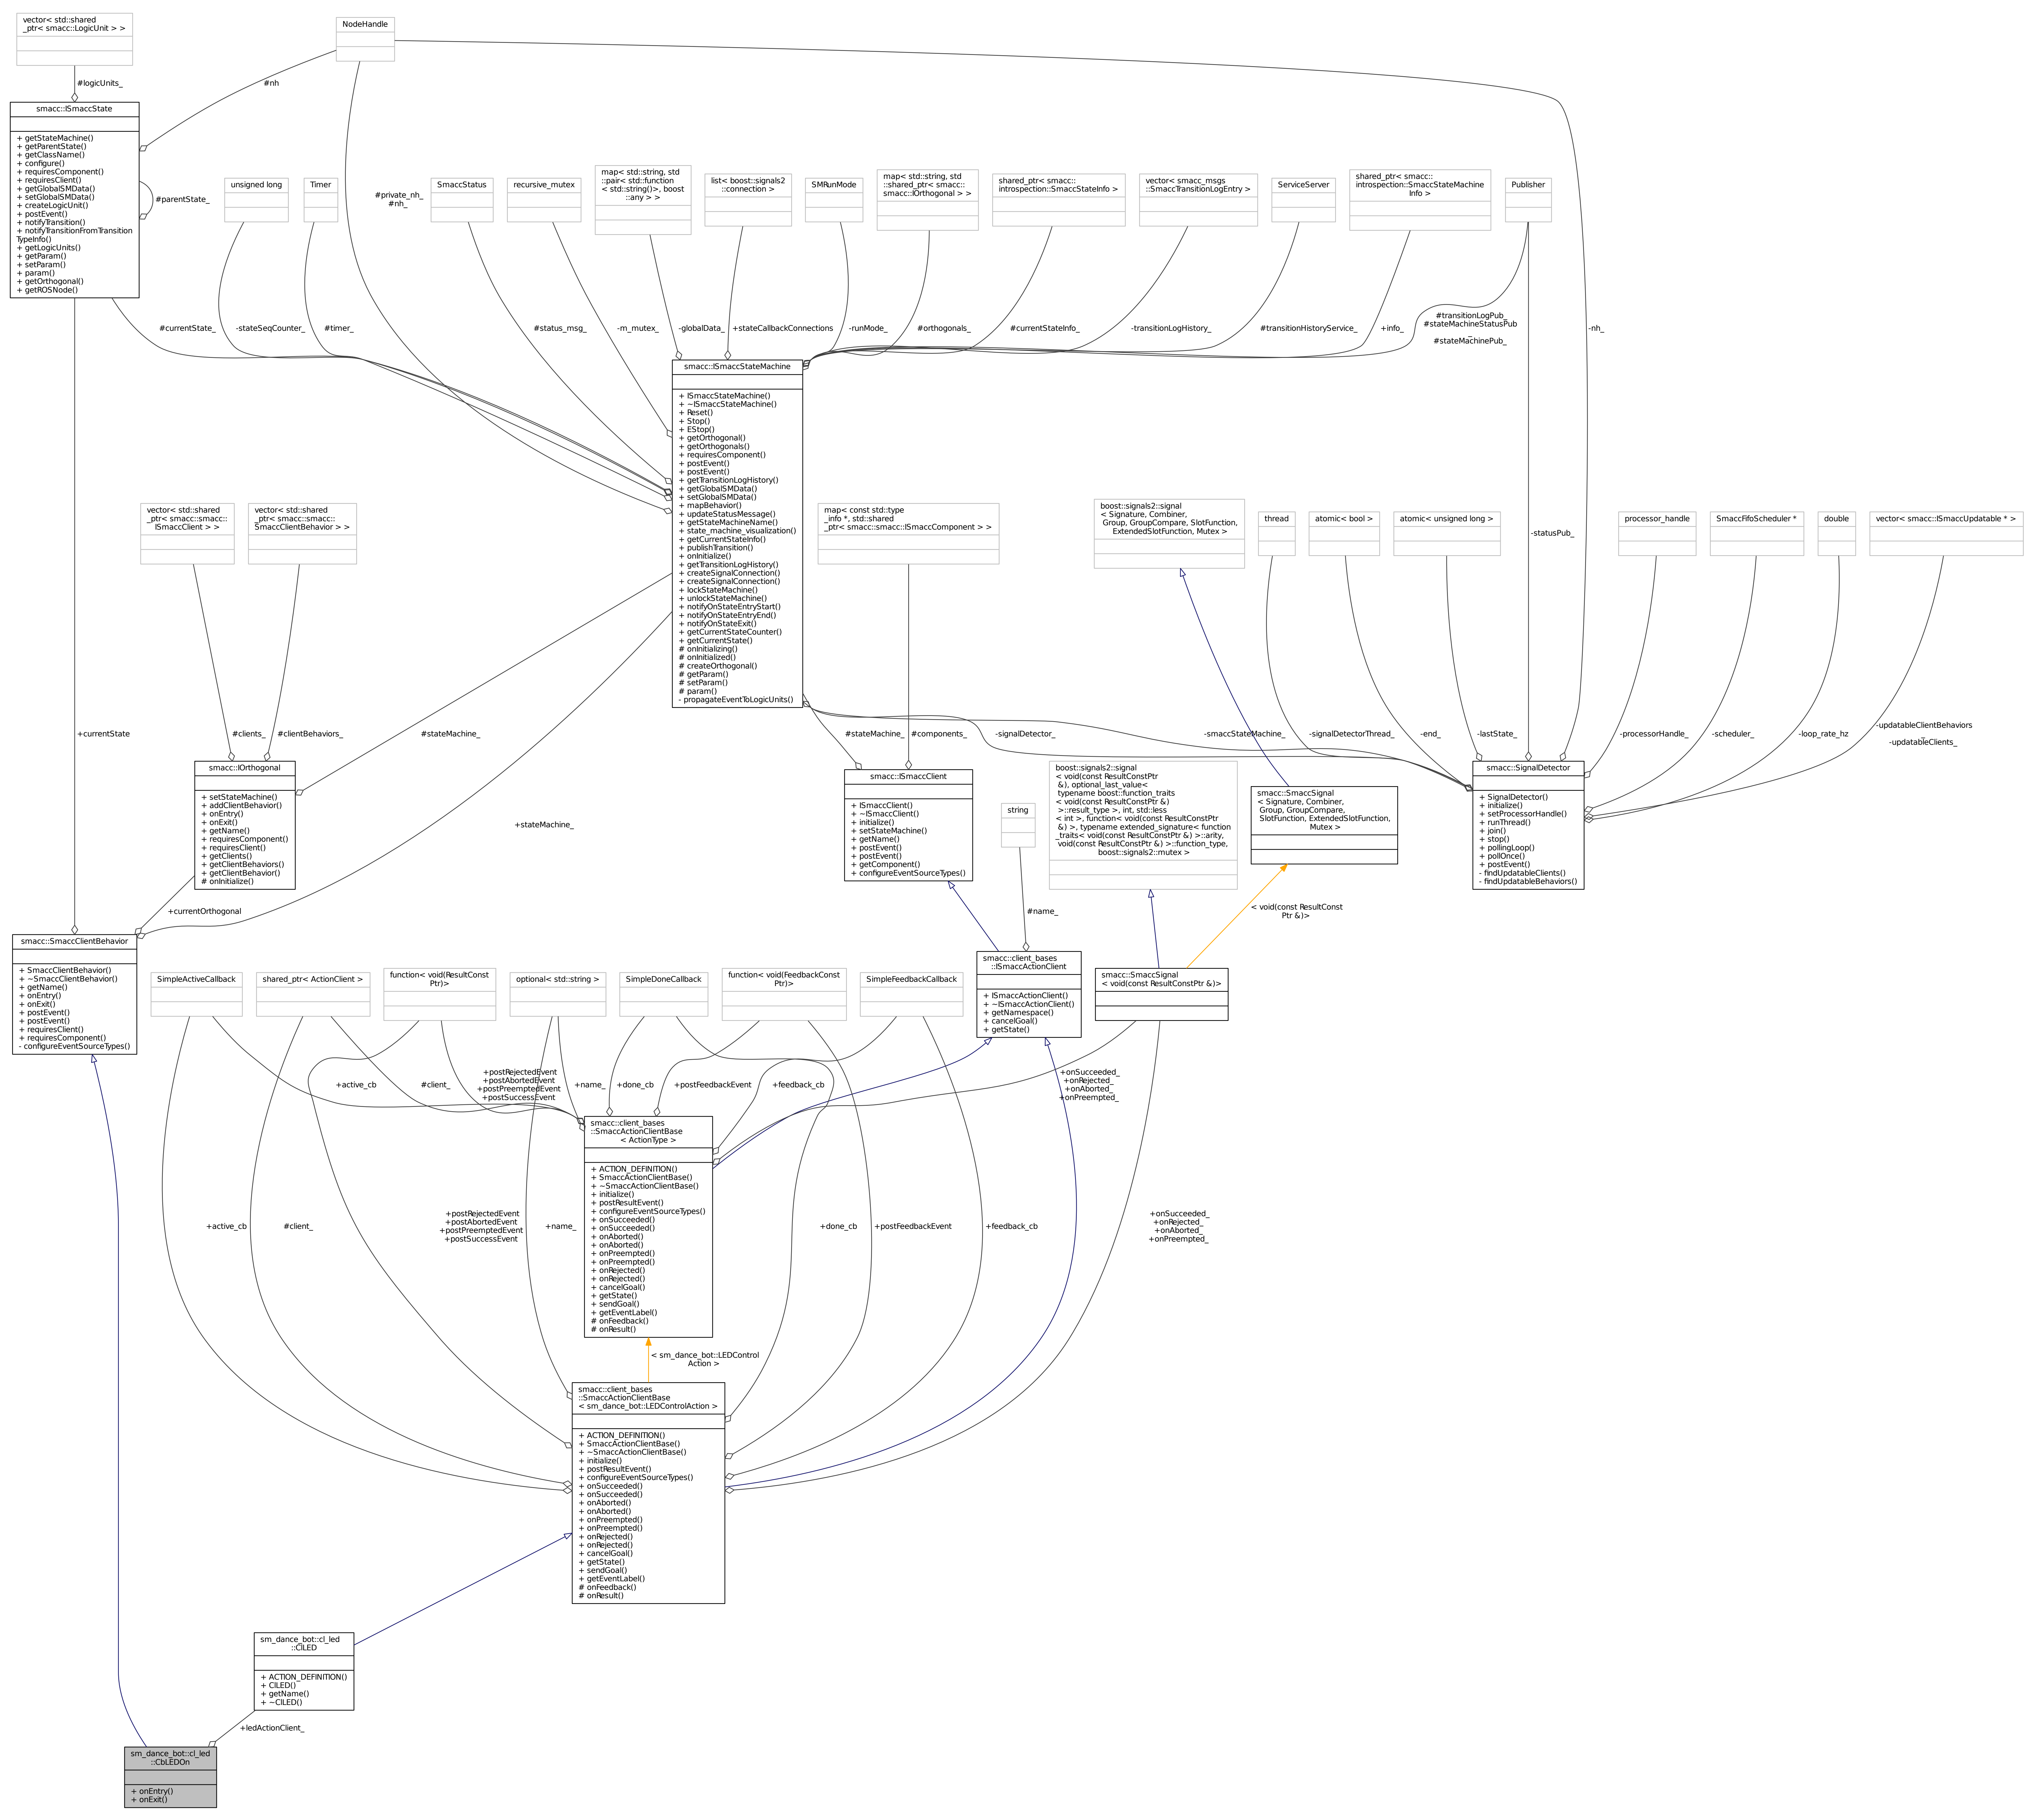 vector< std::shared
_ptr< smacc::LogicUnit > >
NodeHandle
#logicUnits_
#nh
smacc::ISmaccState
+ getStateMachine()
+ getParentState()
+ getClassName()
+ configure()
+ requiresComponent()
+ requiresClient()
+ getGlobalSMData()
+ setGlobalSMData()
+ createLogicUnit()
+ postEvent()
+ notifyTransition()
+ notifyTransitionFromTransition
TypeInfo()
+ getLogicUnits()
+ getParam()
+ setParam()
+ param()
+ getOrthogonal()
+ getROSNode()
#parentState_
unsigned long
Timer
#private_nh_
#nh_
SmaccStatus
recursive_mutex
map< std::string, std
::pair< std::function
< std::string()>, boost
::any > >
list< boost::signals2
::connection >
SMRunMode
map< std::string, std
::shared_ptr< smacc::
smacc::IOrthogonal > >
shared_ptr< smacc::
introspection::SmaccStateInfo >
vector< smacc_msgs
::SmaccTransitionLogEntry >
ServiceServer
shared_ptr< smacc::
introspection::SmaccStateMachine
Info >
Publisher
#currentState_
-stateSeqCounter_
#timer_
#status_msg_
-m_mutex_
-globalData_
+stateCallbackConnections
-runMode_
#orthogonals_
#currentStateInfo_
-transitionLogHistory_
#transitionHistoryService_
+info_
#transitionLogPub_
#stateMachineStatusPub
_
#stateMachinePub_
-nh_
smacc::ISmaccStateMachine
+ ISmaccStateMachine()
+ ~ISmaccStateMachine()
+ Reset()
+ Stop()
+ EStop()
+ getOrthogonal()
+ getOrthogonals()
+ requiresComponent()
+ postEvent()
+ postEvent()
+ getTransitionLogHistory()
+ getGlobalSMData()
+ setGlobalSMData()
+ mapBehavior()
+ updateStatusMessage()
+ getStateMachineName()
+ state_machine_visualization()
+ getCurrentStateInfo()
+ publishTransition()
+ onInitialize()
+ getTransitionLogHistory()
+ createSignalConnection()
+ createSignalConnection()
+ lockStateMachine()
+ unlockStateMachine()
+ notifyOnStateEntryStart()
+ notifyOnStateEntryEnd()
+ notifyOnStateExit()
+ getCurrentStateCounter()
+ getCurrentState()
# onInitializing()
# onInitialized()
# createOrthogonal()
# getParam()
# setParam()
# param()
- propagateEventToLogicUnits()
vector< std::shared
_ptr< smacc::smacc::
ISmaccClient > >
vector< std::shared
_ptr< smacc::smacc::
SmaccClientBehavior > >
map< const std::type
_info *, std::shared
_ptr< smacc::smacc::ISmaccComponent > >
boost::signals2::signal
< Signature, Combiner,
Group, GroupCompare, SlotFunction,
ExtendedSlotFunction, Mutex >
thread
atomic< bool >
atomic< unsigned long >
-statusPub_
processor_handle
SmaccFifoScheduler *
double
vector< smacc::ISmaccUpdatable * >
+currentState
#clients_
#clientBehaviors_
#stateMachine_
#stateMachine_
#components_
-signalDetector_
-smaccStateMachine_
-signalDetectorThread_
-end_
-lastState_
-processorHandle_
-scheduler_
-loop_rate_hz
-updatableClientBehaviors
_
-updatableClients_
smacc::IOrthogonal
+ setStateMachine()
+ addClientBehavior()
+ onEntry()
+ onExit()
+ getName()
+ requiresComponent()
+ requiresClient()
+ getClients()
+ getClientBehaviors()
+ getClientBehavior()
# onInitialize()
+stateMachine_
smacc::ISmaccClient
+ ISmaccClient()
+ ~ISmaccClient()
+ initialize()
+ setStateMachine()
+ getName()
+ postEvent()
+ postEvent()
+ getComponent()
+ configureEventSourceTypes()
string
boost::signals2::signal
< void(const ResultConstPtr
&), optional_last_value<
typename boost::function_traits
< void(const ResultConstPtr &)
>::result_type >, int, std::less
< int >, function< void(const ResultConstPtr
&) >, typename extended_signature< function
_traits< void(const ResultConstPtr &) >::arity,
void(const ResultConstPtr &) >::function_type,
boost::signals2::mutex >
smacc::SmaccSignal
< Signature, Combiner,
Group, GroupCompare,
SlotFunction, ExtendedSlotFunction,
Mutex >
smacc::SignalDetector
+ SignalDetector()
+ initialize()
+ setProcessorHandle()
+ runThread()
+ join()
+ stop()
+ pollingLoop()
+ pollOnce()
+ postEvent()
- findUpdatableClients()
- findUpdatableBehaviors()
+currentOrthogonal
#name_
< void(const ResultConst
Ptr &)>
smacc::SmaccClientBehavior
+ SmaccClientBehavior()
+ ~SmaccClientBehavior()
+ getName()
+ onEntry()
+ onExit()
+ postEvent()
+ postEvent()
+ requiresClient()
+ requiresComponent()
- configureEventSourceTypes()
SimpleActiveCallback
shared_ptr< ActionClient >
function< void(ResultConst
Ptr)>
optional< std::string >
SimpleDoneCallback
function< void(FeedbackConst
Ptr)>
SimpleFeedbackCallback
smacc::client_bases
::ISmaccActionClient
+ ISmaccActionClient()
+ ~ISmaccActionClient()
+ getNamespace()
+ cancelGoal()
+ getState()
smacc::SmaccSignal
< void(const ResultConstPtr &)>
+active_cb
#client_
+postRejectedEvent
+postAbortedEvent
+postPreemptedEvent
+postSuccessEvent
+name_
+done_cb
+postFeedbackEvent
+feedback_cb
+onSucceeded_
+onRejected_
+onAborted_
+onPreempted_
smacc::client_bases
::SmaccActionClientBase
< ActionType >
+ ACTION_DEFINITION()
+ SmaccActionClientBase()
+ ~SmaccActionClientBase()
+ initialize()
+ postResultEvent()
+ configureEventSourceTypes()
+ onSucceeded()
+ onSucceeded()
+ onAborted()
+ onAborted()
+ onPreempted()
+ onPreempted()
+ onRejected()
+ onRejected()
+ cancelGoal()
+ getState()
+ sendGoal()
+ getEventLabel()
# onFeedback()
# onResult()
+active_cb
#client_
+postRejectedEvent
+postAbortedEvent
+postPreemptedEvent
+postSuccessEvent
+name_
+done_cb
+postFeedbackEvent
+feedback_cb
+onSucceeded_
+onRejected_
+onAborted_
+onPreempted_
< sm_dance_bot::LEDControl
Action >
smacc::client_bases
::SmaccActionClientBase
< sm_dance_bot::LEDControlAction >
+ ACTION_DEFINITION()
+ SmaccActionClientBase()
+ ~SmaccActionClientBase()
+ initialize()
+ postResultEvent()
+ configureEventSourceTypes()
+ onSucceeded()
+ onSucceeded()
+ onAborted()
+ onAborted()
+ onPreempted()
+ onPreempted()
+ onRejected()
+ onRejected()
+ cancelGoal()
+ getState()
+ sendGoal()
+ getEventLabel()
# onFeedback()
# onResult()
sm_dance_bot::cl_led
::ClLED
+ ACTION_DEFINITION()
+ ClLED()
+ getName()
+ ~ClLED()
+ledActionClient_
sm_dance_bot::cl_led
::CbLEDOn
+ onEntry()
+ onExit()